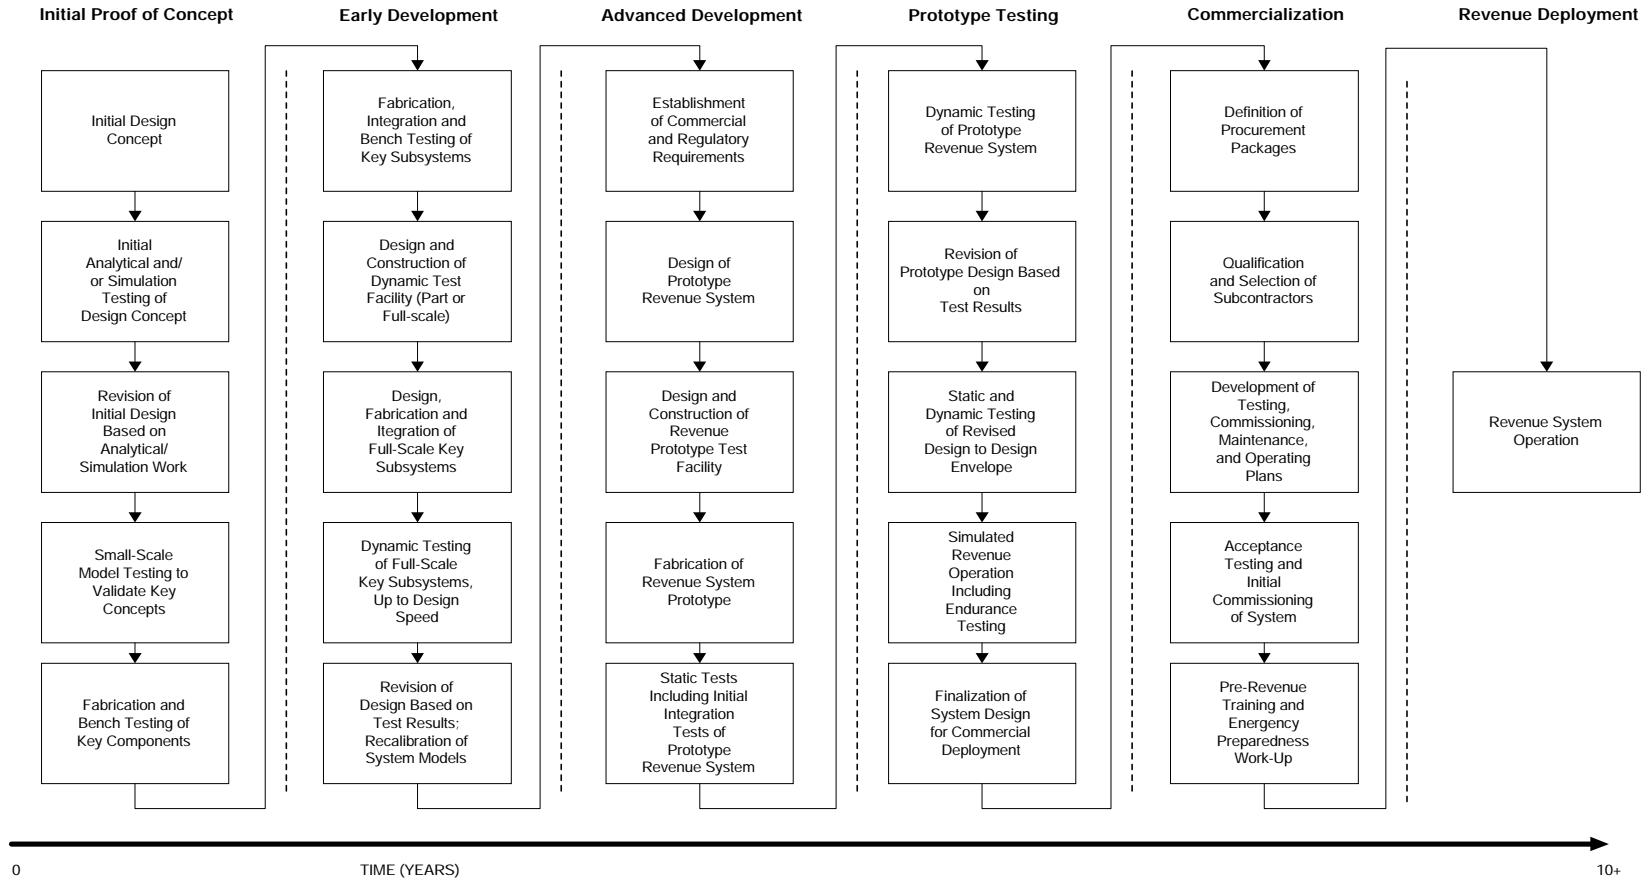 Initial Proof of Concept
Early Development
Advanced Development
Prototype Testing
Commercialization
Revenue Deployment
Initial Design
Concept
Initial
Analytical and/
or Simulation
Testing of
Design Concept
Revision of
Initial Design
Based on
Analytical/
Simulation Work
Small-Scale
Model Testing to
Validate Key
Concepts
Fabrication and
Bench Testing of
Key Components
Fabrication,
Integration and
Bench Testing of
Key Subsystems
Design and
Construction of
Dynamic Test
Facility (Part or
Full-scale)
Design,
Fabrication and
Itegration of
Full-Scale Key
Subsystems
Dynamic Testing
of Full-Scale
Key Subsystems,
Up to Design
Speed
Revision of
Design Based on
Test Results;
Recalibration of
System Models
Establishment
of Commercial
and Regulatory
Requirements
Design of
Prototype
Revenue System
Design and
Construction of
Revenue
Prototype Test
Facility
Fabrication of
Revenue System
Prototype
Static Tests
Including Initial
Integration
Tests of
Prototype
Revenue System
Dynamic Testing
of Prototype
Revenue System
Revision of
Prototype Design Based
on
Test Results
Static and
Dynamic Testing
of Revised
Design to Design
Envelope
Simulated
Revenue
Operation
Including
Endurance
Testing
Finalization of
System Design
for Commercial
Deployment
Definition of
Procurement
Packages
Qualification
and Selection of
Subcontractors
Development of
Testing,
Commissioning,
Maintenance,
and Operating
Plans
Acceptance
Testing and
Initial
Commissioning
of System
Pre-Revenue
Training and
Energency
Preparedness
Work-Up
Revenue System
Operation
0
TIME (YEARS)
10+